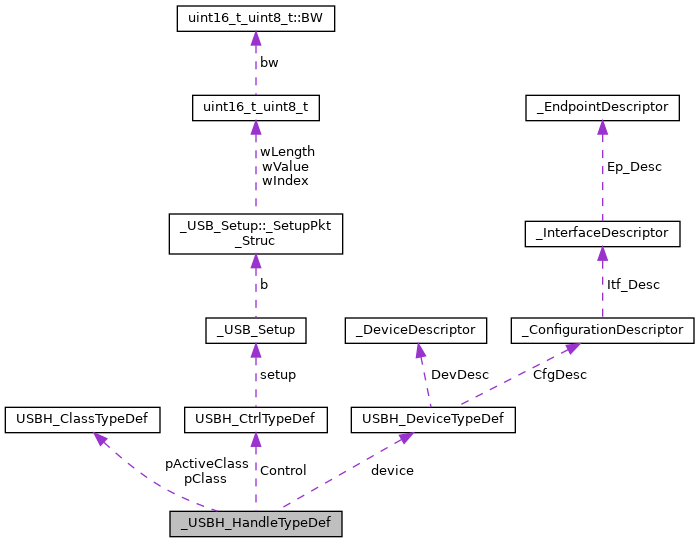 uint16_t_uint8_t::BW
bw
uint16_t_uint8_t
_EndpointDescriptor
wLength
wValue
wIndex
Ep_Desc
_USB_Setup::_SetupPkt
_Struc
_InterfaceDescriptor
b
Itf_Desc
_USB_Setup
_DeviceDescriptor
_ConfigurationDescriptor
setup
DevDesc
CfgDesc
USBH_ClassTypeDef
USBH_CtrlTypeDef
USBH_DeviceTypeDef
pActiveClass
pClass
Control
device
_USBH_HandleTypeDef